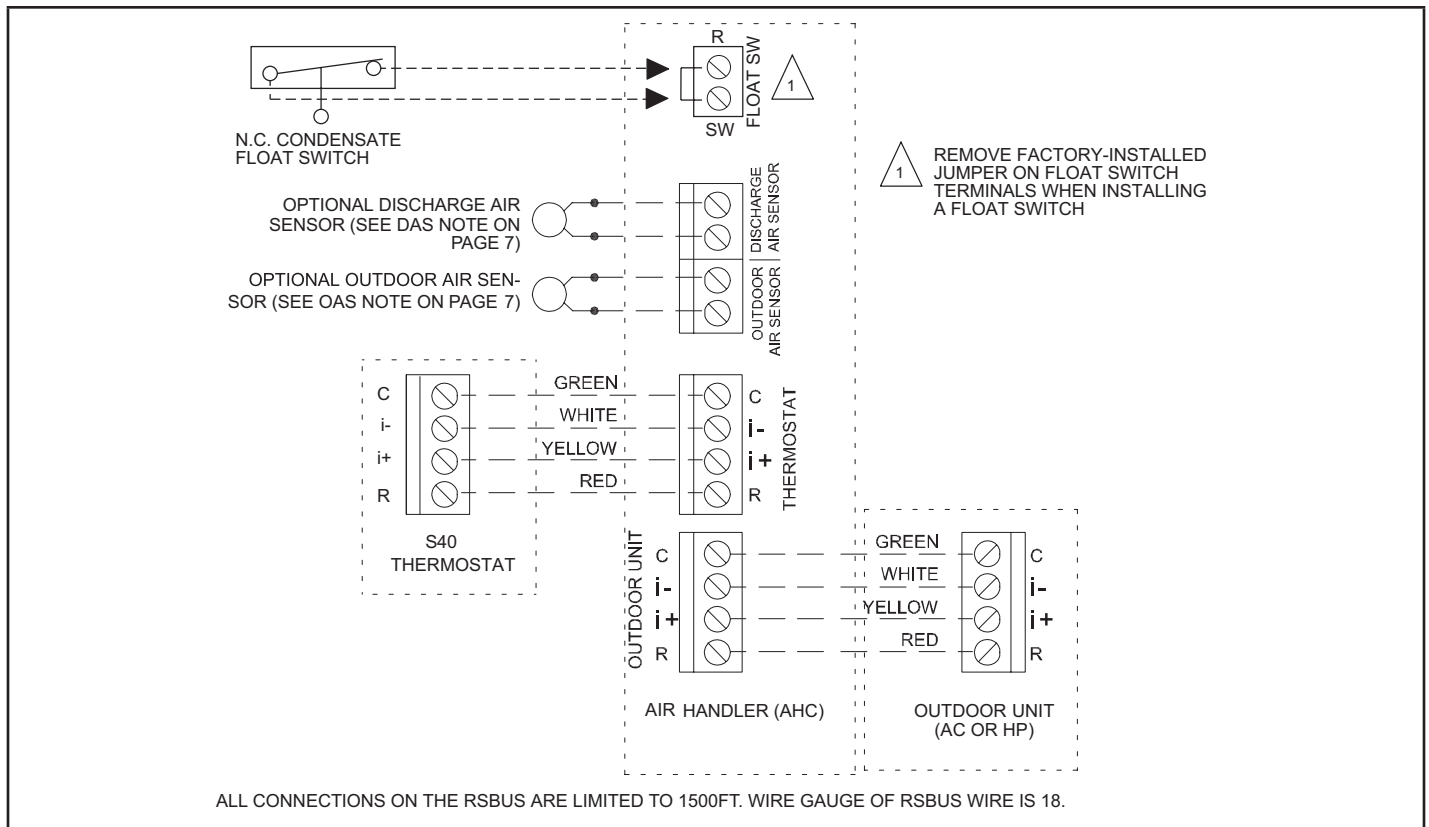 R
FLOAT SW
1
SW
N.C. CONDENSATE
FLOAT SWITCH
1
REMOVE FACTORY-INSTALLED
JUMPER ON FLOAT SWITCH
TERMINALS WHEN INSTALLING
A FLOAT SWITCH
OPTIONAL DISCHARGE AIR
SENSOR (SEE DAS NOTE ON
PAGE 7)
DISCHARGE
AIR SENSOR
OPTIONAL OUTDOOR AIR SEN-
SOR (SEE OAS NOTE ON PAGE 7)
OUTDOOR
AIR SENSOR
C
i-
i+
R
GREEN
WHITE
YELLOW
RED
C
i-
i+
R
THERMOSTAT
S40
THERMOSTAT
OUTDOOR UNIT
C
i-
i+
R
GREEN
WHITE
YELLOW
RED
C
i-
i+
R
AIR HANDLER (AHC)
OUTDOOR UNIT
(AC OR HP)
ALL CONNECTIONS ON THE RSBUS ARE LIMITED TO 1500FT. WIRE GAUGE OF RSBUS WIRE IS 18.